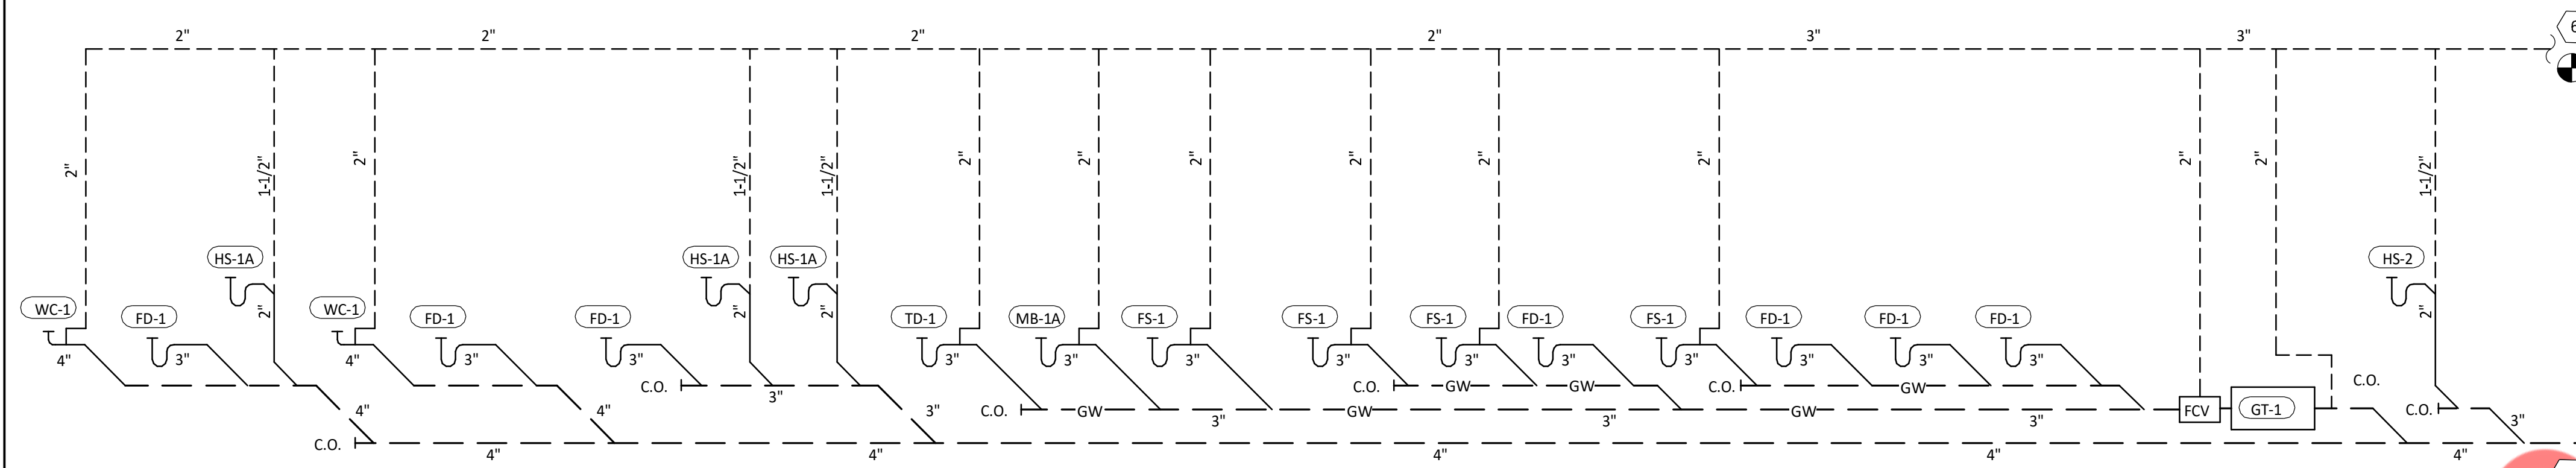 2" 2" 2" 2" 3" 3"
6
2" 1-1/2" 2" 1-1/2" 1-1/2" 2" 2" 2" 2" 2" 2" 2" 2" 1-1/2"
HS-1A HS-1A HS-1A HS-2
2" 2" 2" 2"
WC-1 FD-1 WC-1 FD-1 FD-1 TD-1 MB-1A FS-1 FS-1 FS-1 FD-1 FS-1 FD-1 FD-1 FD-1
4" 3" 4" 3" 3" 3" 3" 3" 3" 3" 3" 3" 3" 3" 3"
C.O.
C.O. C.O. GW GW C.O. GW
3"
4" 4" 3" C.O. GW GW GW FCV GT-1 C.O.
3" 3" 3" 3"
C.O.
4" 4" 4" 4" 4"